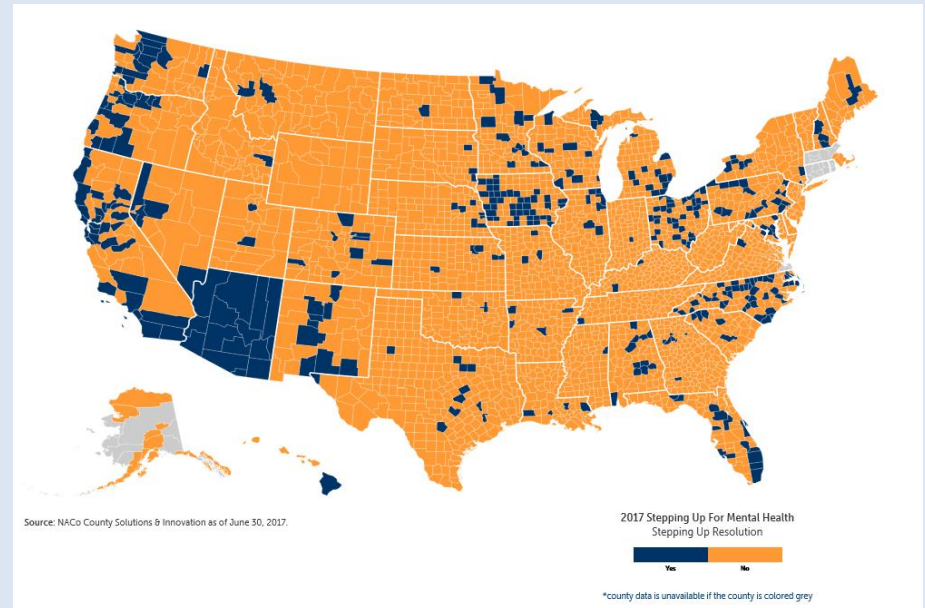 Source: NACo County Solutions & Innovation as of June 30, 2017.
2017 Stepping Up For Mental Health
Stepping Up Resolution
Yes No
*county data is unavailable if the county is colored grey